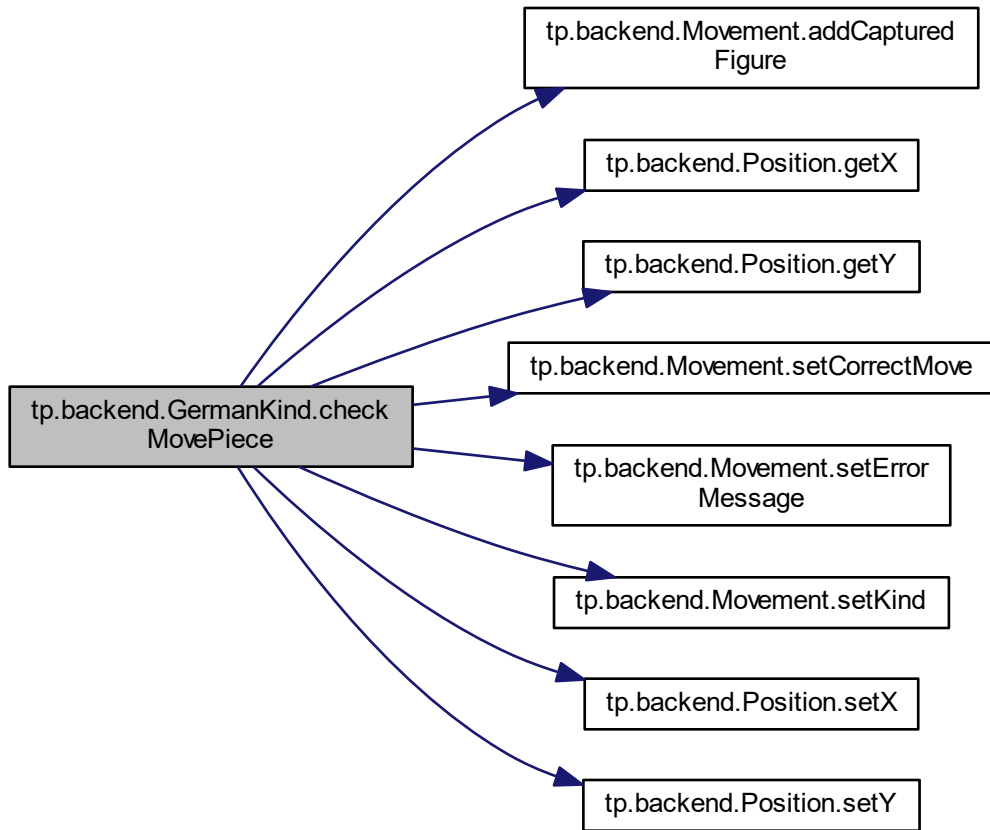 tp.backend.Movement.addCaptured
Figure
tp.backend.Position.getX
tp.backend.Position.getY
tp.backend.Movement.setCorrectMove
tp.backend.GermanKind.check
MovePiece
tp.backend.Movement.setError
Message
tp.backend.Movement.setKind
tp.backend.Position.setX
tp.backend.Position.setY